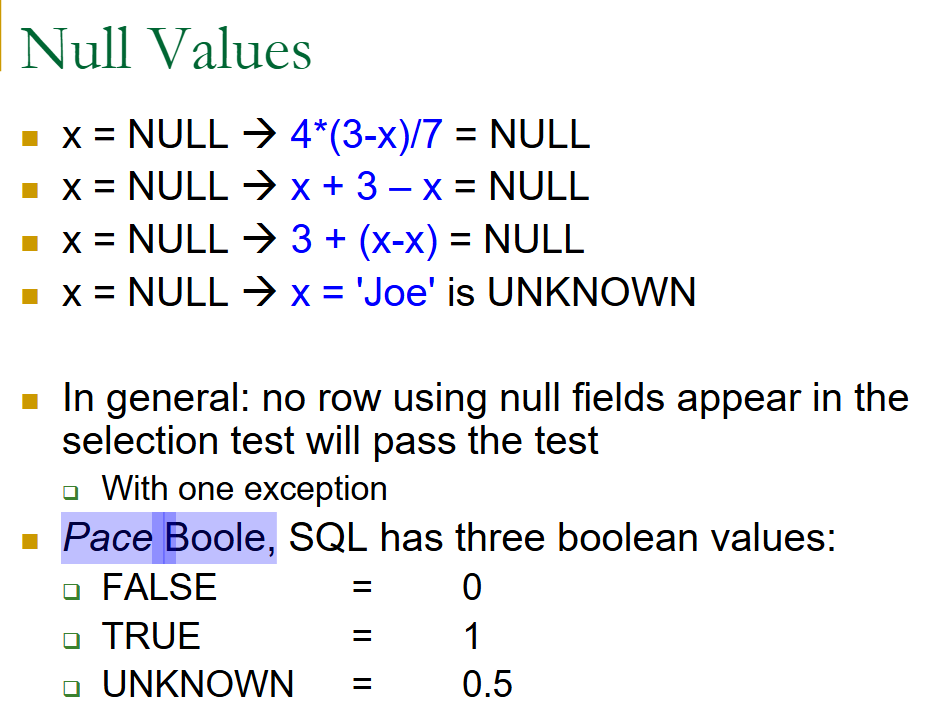 Null Values
x = NULL → 4*(3-x)/7 = NULL
x = NULL → x + 3 – x = NULL
x = NULL → 3 + (x-x) = NULL
x = NULL → x = 'Joe' is UNKNOWN
In general: no row using null fields appear in the
selection test will pass the test
With one exception
Pace Boole, SQL has three boolean values:
FALSE = 0
TRUE = 1
UNKNOWN = 0.5